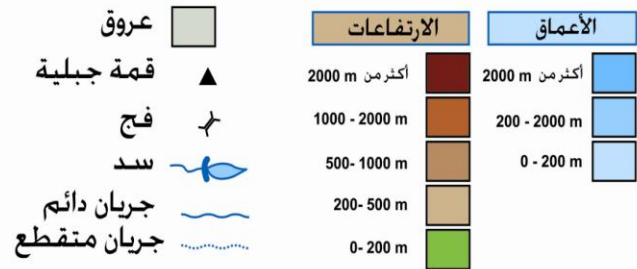 عروق
قمة جبلية
فج
سد
جريان دائم
جريان متقطع
الارتفاعات
أكثر من 2000 m
1000 - 2000 m
500- 1000 m
200- 500 m
0- 200 m
الأعماق
أكثر من 2000 m
200 - 2000 m
0 - 200 m